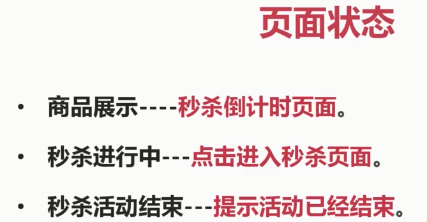 页面状态
• 商品展示----秒杀倒计时页面。
• 秒杀进行中---点击进入秒杀页面。
• 秒杀活动结束---提示活动已经结束。